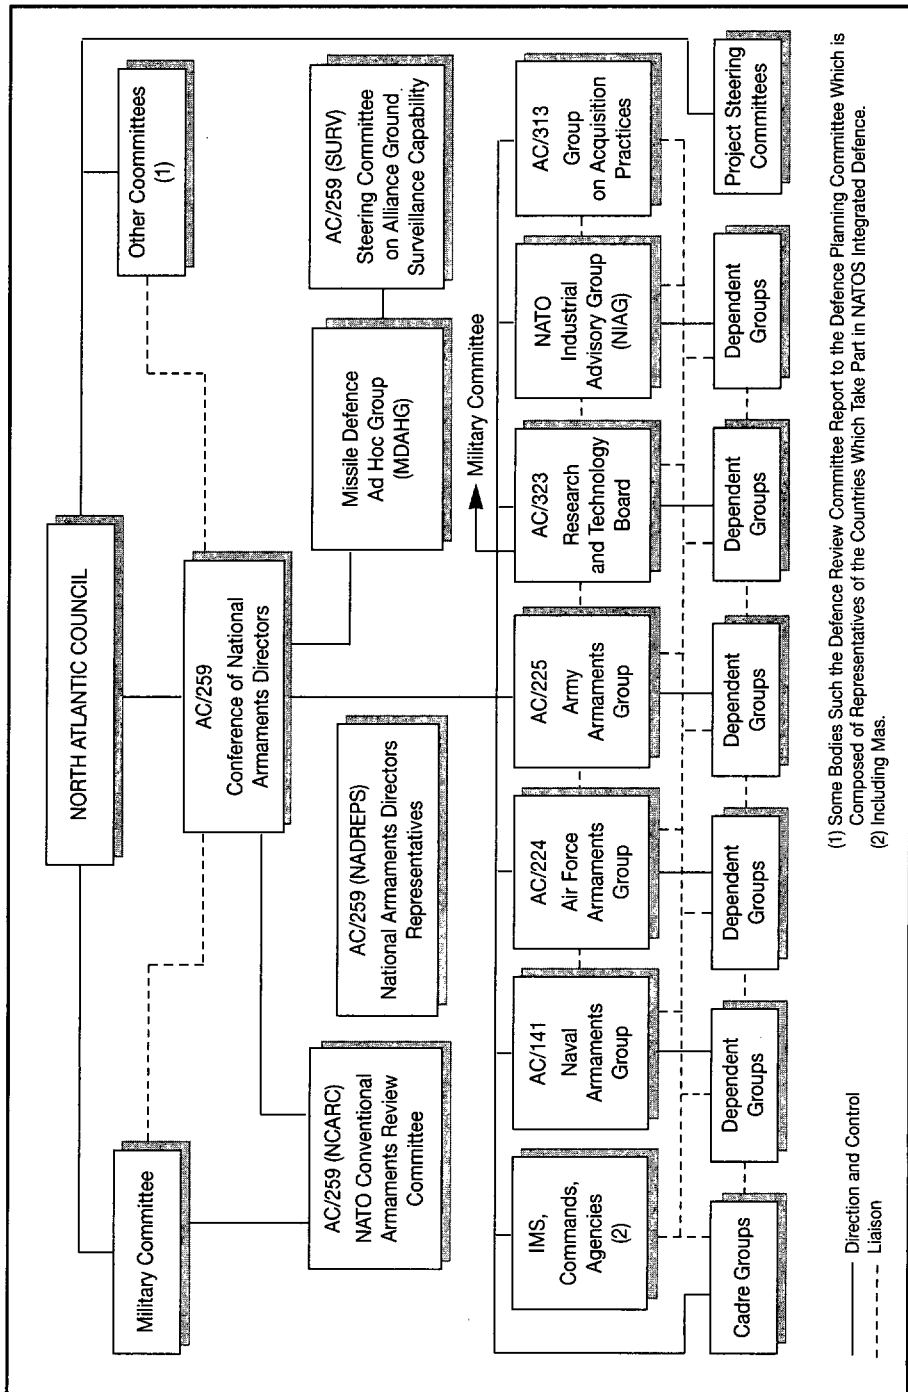 NORTH ATLANTIC COUNCIL
Military Committee
Other Coomittees
(1)
AC/259
Conference of National
Armaments Directors
AC/259 (NCARC)
NATO Conventional
Armaments Review
Committee
AC/259 (NADREPS)
National Armaments Directors
Representatives
Missile Defence
Ad Hoc Group
(MDAHG)
AC/259 (SURV)
Steering Committee
on Alliance Ground
Surveillance Capability
Military Committee
IMS,
Commands,
Agencies
(2)
AC/141
Naval
Armaments
Group
AC/224
Air Force
Armaments
Group
AC/225
Army
Armaments
Group
AC/323
Research
and Technology
Board
NATO
Industrial
Advisory Group
(NIAG)
AC/313
Group
on Acquisition
Practices
Cadre Groups
Dependent
Groups
Dependent
Groups
Dependent
Groups
Dependent
Groups
Dependent
Groups
Project Steering
Committees
Direction and Control
Liaison
(1) Some Bodies Such the Defence Review Committee Report to the Defence Planning Committee Which is
Composed of Representatives of the Countries Which Take Part in NATOS Integrated Defence.
(2) Including Mas.